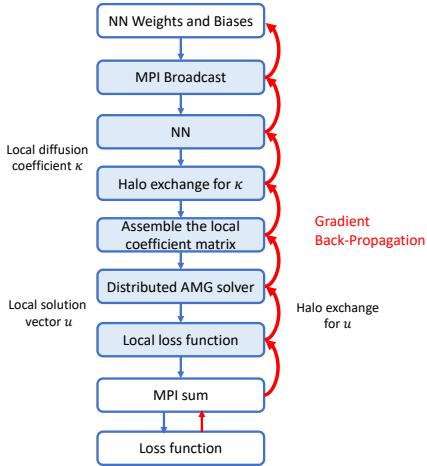 NN Weights and Biases
MPI Broadcast
NN
Local diffusion
coefficient κ
Halo exchange for κ
Assemble the local
coefficient matrix
Gradient
Back-Propagation
Distributed AMG solver
Local solution
vector u
Halo exchange
for u
Local loss function
MPI sum
Loss function